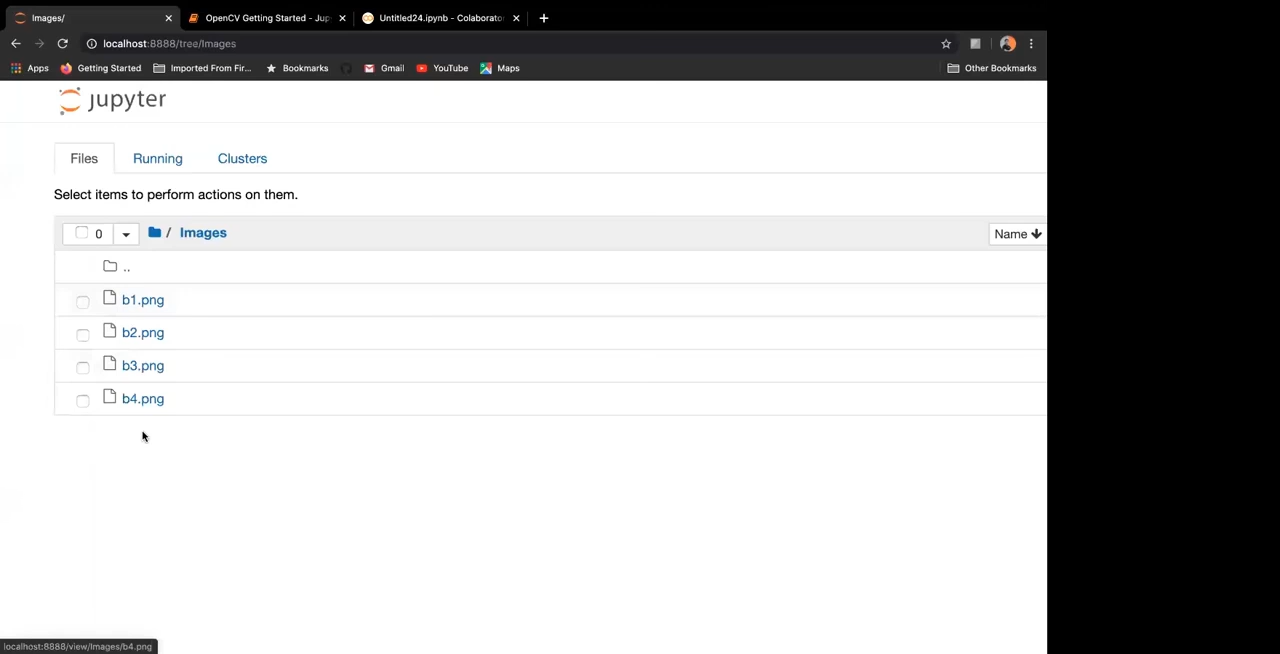 Images/
OpenCV Getting Started - Jup
Untitled24.ipynb - Colaborato
localhost:8888/tree/Images
Apps
Getting Started
Imported From Fir...
Bookmarks
Gmail
YouTube
Maps
Other Bookmarks
jupyter
Files
Running
Clusters
Select items to perform actions on them.
0
/ Images
Name
..
b1.png
b2.png
b3.png
b4.png
localhost:8888/view/Images/b4.png